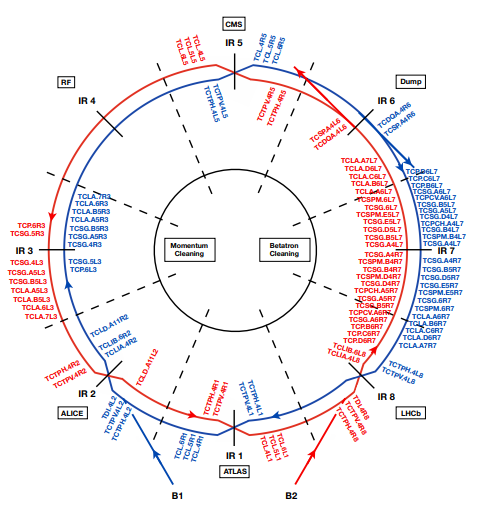 CMS
IR 5
TCL.4L5
TCL.5L5
TCL.6L5
TCL.4R5
TCL.5R5
TCL.6R5
TCTPV.4L5
TCTPH.4L5
TCTPV.4R5
TCTPH.4R5
RF
IR 4
Dump
IR 6
TCSPA.4L6
TCDQA.4L6
TCDQA.4R6
TCSP.A4R6
TCLA.A7L7
TCLA.D6L7
TCLA.C6L7
TCLA.B6L7
TCLA.A6L7
TCSPM.6L7
TCSG.6L7
TCSPM.E5L7
TCSG.E5L7
TCSG.D5L7
TCSG.B5L7
TCSG.A4L7
TCSG.A4R7
TCSPM.B4R7
TCSG.B4R7
TCSPM.D4R7
TCSG.D4R7
TCPCH.A5R7
TCSG.A5R7
TCSG.B5R7
TCPCV.A6R7
TCSG.A6R7
TCP.B6R7
TCP.C6R7
TCP.D6R7
TCP.D6L7
TCP.C6L7
TCP.B6L7
TCSG.A6L7
TCPCV.A6L7
TCSG.B5L7
TCSG.A5L7
TCSG.D4L7
TCPCH.A4L7
TCSG.B4L7
TCSPM.B4L7
TCSG.A4L7
IR 7
TCSG.A4R7
TCSG.B5R7
TCSG.D5R7
TCSG.E5R7
TCSPM.E5R7
TCSG.6R7
TCSPM.6R7
TCLA.A6R7
TCLA.B6R7
TCLA.C6R7
TCLA.D6R7
TCLA.A7R7
TCLA.7R3
TCLA.6R3
TCLA.B5R3
TCLA.A5R3
TCSG.B5R3
TCSG.A5R3
TCSG.4R3
TCP.6R3
TCSG.5R3
IR 3
TCSG.5L3
TCP.6L3
TCSG.4L3
TCSG.A5L3
TCSG.B5L3
TCLA.A5L3
TCLA.B5L3
TCLA.6L3
TCLA.7L3
Momentum
Cleaning
Betatron
Cleaning
TCLD.A11R2
TCLIB.6R2
TCLIA.4R2
TCLD.A11L2
TCTPH.4R2
TCTPV.4R2
IR 2
ALICE
TDI.4L2
TCTPV.4L2
TCTPH.4L2
TCTPH.4R1
TCTPV.4R1
TCTPH.4L1
TCTPV.4L1
TCL.6R1
TCL.5R1
TCL.4R1
IR 1
ATLAS
TCL.6L1
TCL.5L1
TCL.4L1
TCLIB.6L8
TCLIA.4L8
TCTPH.4L8
TCTPV.4L8
IR 8
LHCb
TDI.4R8
TCTPV.4R8
TCTPH.4R8
B1
B2